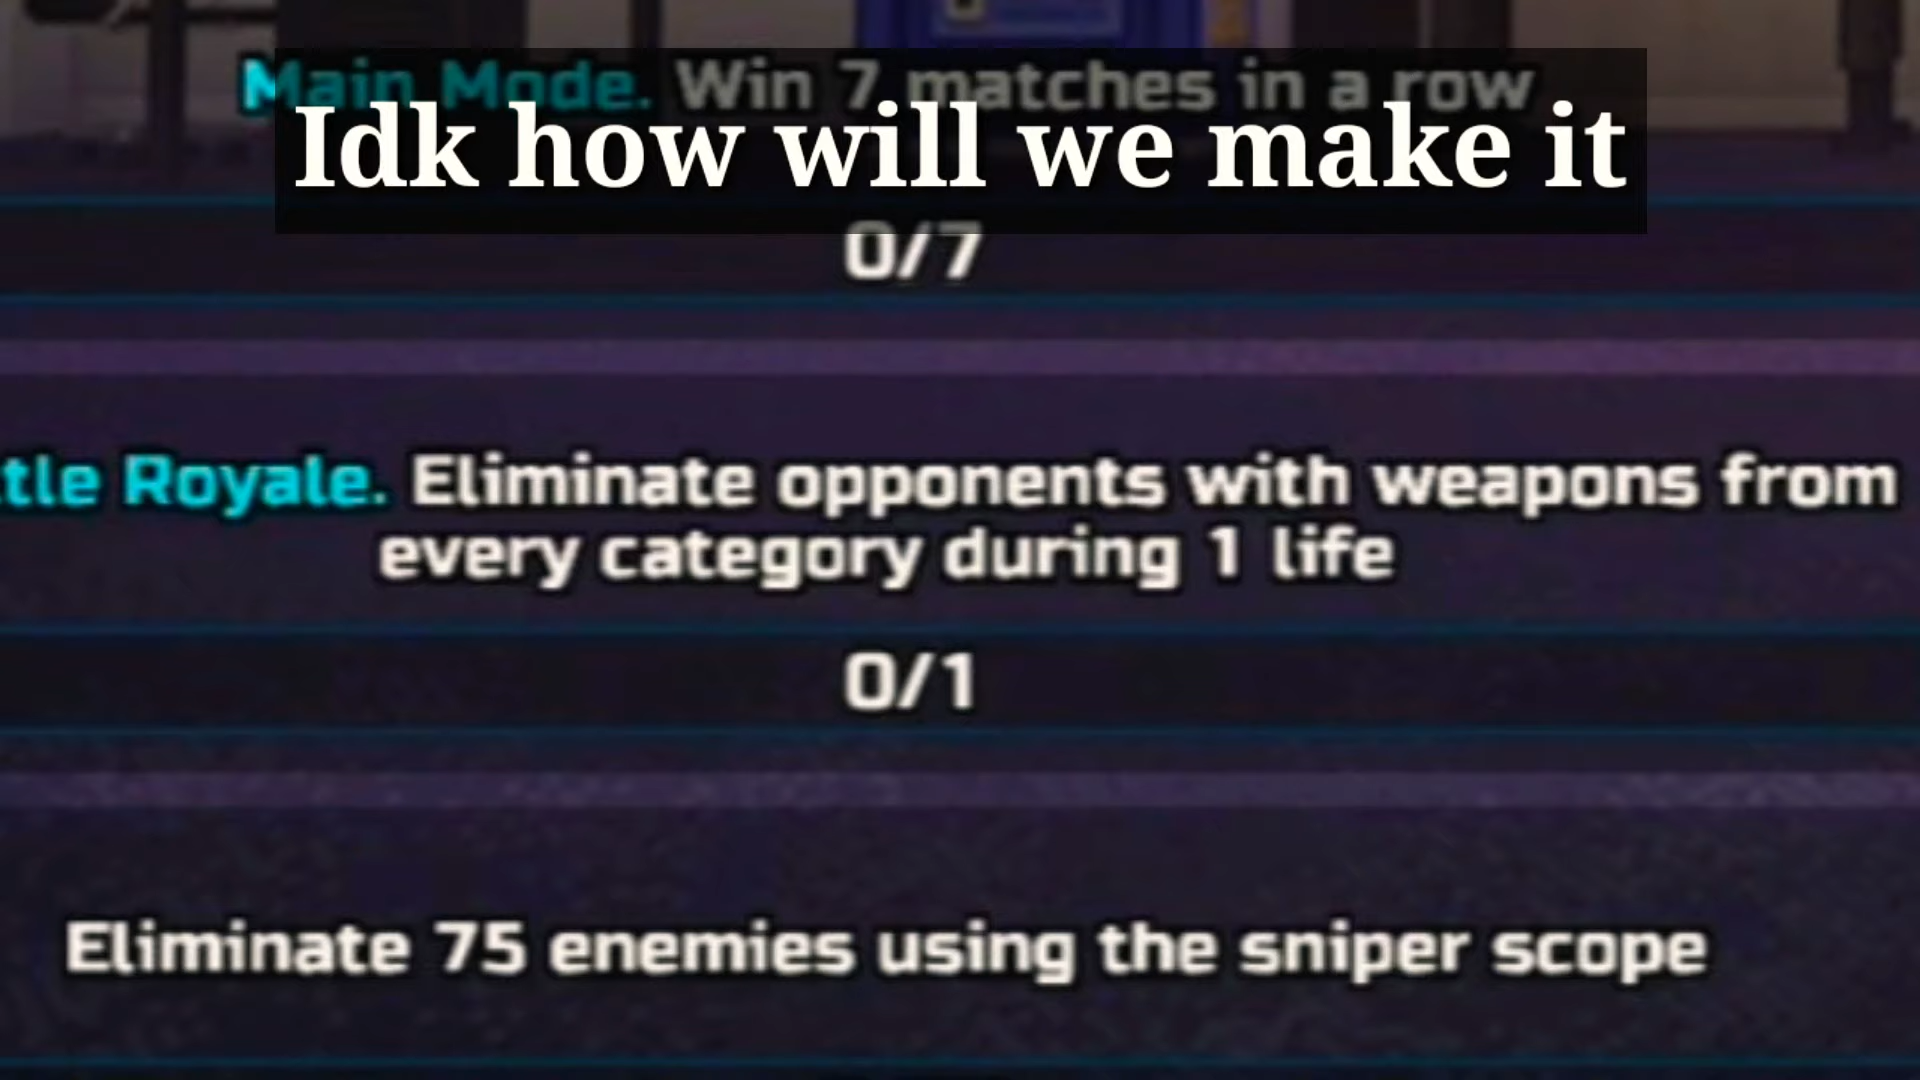 Main Mode. Win 7 matches in a row
Idk how will we make it
0/7
tle Royale. Eliminate opponents with weapons from
every category during 1 life
0/1
Eliminate 75 enemies using the sniper scope